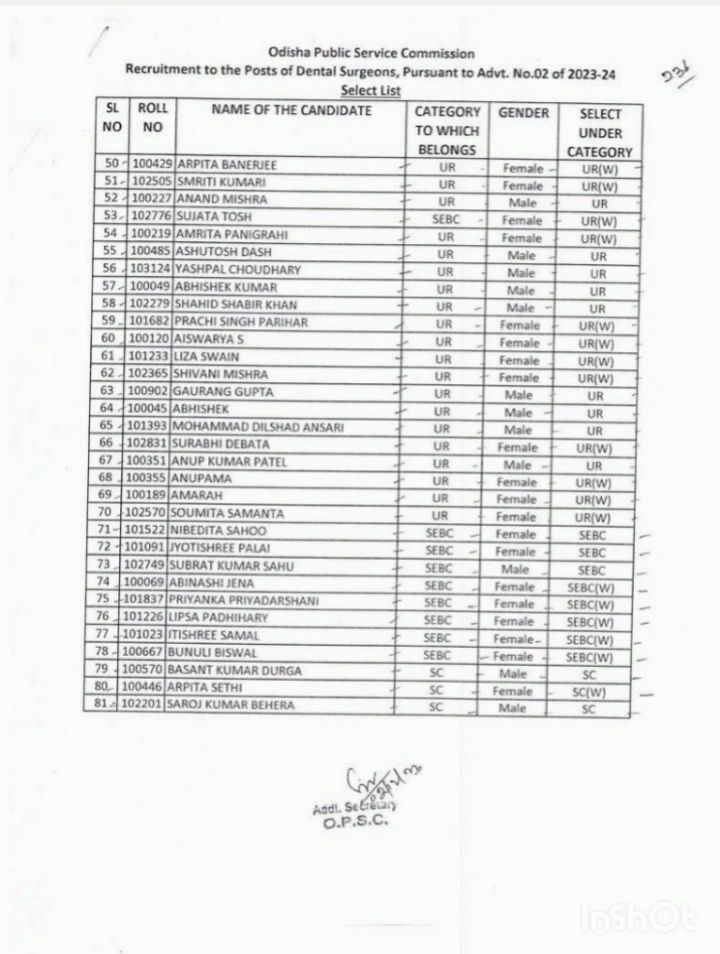 236
Odisha Public Service Commission
Recruitment to the Posts of Dental Surgeons, Pursuant to Advt. No.02 of 2023-24
Select List
SL NO ROLL NO NAME OF THE CANDIDATE CATEGORY TO WHICH BELONGS GENDER SELECT UNDER CATEGORY
50 100429 ARPITA BANERJEE UR Female UR(W)
51 102505 SMRITI KUMARI UR Female UR(W)
52 100227 ANAND MISHRA UR Male UR
53 102776 SUJATA TOSH SEBC Female UR(W)
54 100219 AMRITA PANIGRAHI UR Female UR(W)
55 100485 ASHUTOSH DASH UR Male UR
56 103124 YASHPAL CHOUDHARY UR Male UR
57 100049 ABHISHEK KUMAR UR Male UR
58 102279 SHAHID SHABIR KHAN UR Male UR
59 101682 PRACHI SINGH PARIHAR UR Female UR(W)
60 100120 AISWARYA S UR Female UR(W)
61 101233 LIZA SWAIN UR Female UR(W)
62 102365 SHIVANI MISHRA UR Female UR(W)
63 100902 GAURANG GUPTA UR Male UR
64 100045 ABHISHEK UR Male UR
65 101393 MOHAMMAD DILSHAD ANSARI UR Male UR
66 102831 SURABHI DEBATA UR Female UR(W)
67 100351 ANUP KUMAR PATEL UR Male UR
68 100355 ANUPAMA UR Female UR(W)
69 100189 AMARAH UR Female UR(W)
70 102570 SOUMITA SAMANTA UR Female UR(W)
71 101522 NIBEDITA SAHOO SEBC Female SEBC
72 101091 JYOTISHREE PALAI SEBC Female SEBC
73 102749 SUBRAT KUMAR SAHU SEBC Male SEBC
74 100069 ABINASHI JENA SEBC Female SEBC(W)
75 101837 PRIYANKA PRIYADARSHANI SEBC Female SEBC(W)
76 101226 LIPSA PADHIHARY SEBC Female SEBC(W)
77 101023 ITISHREE SAMAL SEBC Female SEBC(W)
78 100667 BUNULI BISWAL SEBC Female SEBC(W)
79 100570 BASANT KUMAR DURGA SC Male SC
80 100446 ARPITA SETHI SC Female SC(W)
81 102201 SAROJ KUMAR BEHERA SC Male SC
Addl. Secretary
O.P.S.C.
InShOt